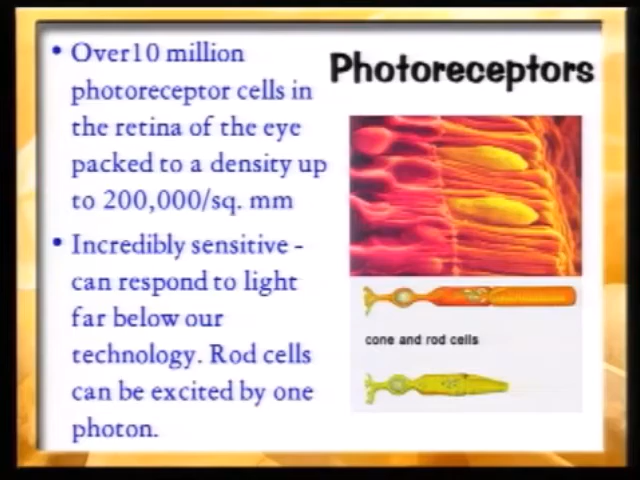 Photoreceptors
• Over10 million
photoreceptor cells in
the retina of the eye
packed to a density up
to 200,000/sq. mm
• Incredibly sensitive -
can respond to light
far below our
technology. Rod cells
can be excited by one
photon.
cone and rod cells